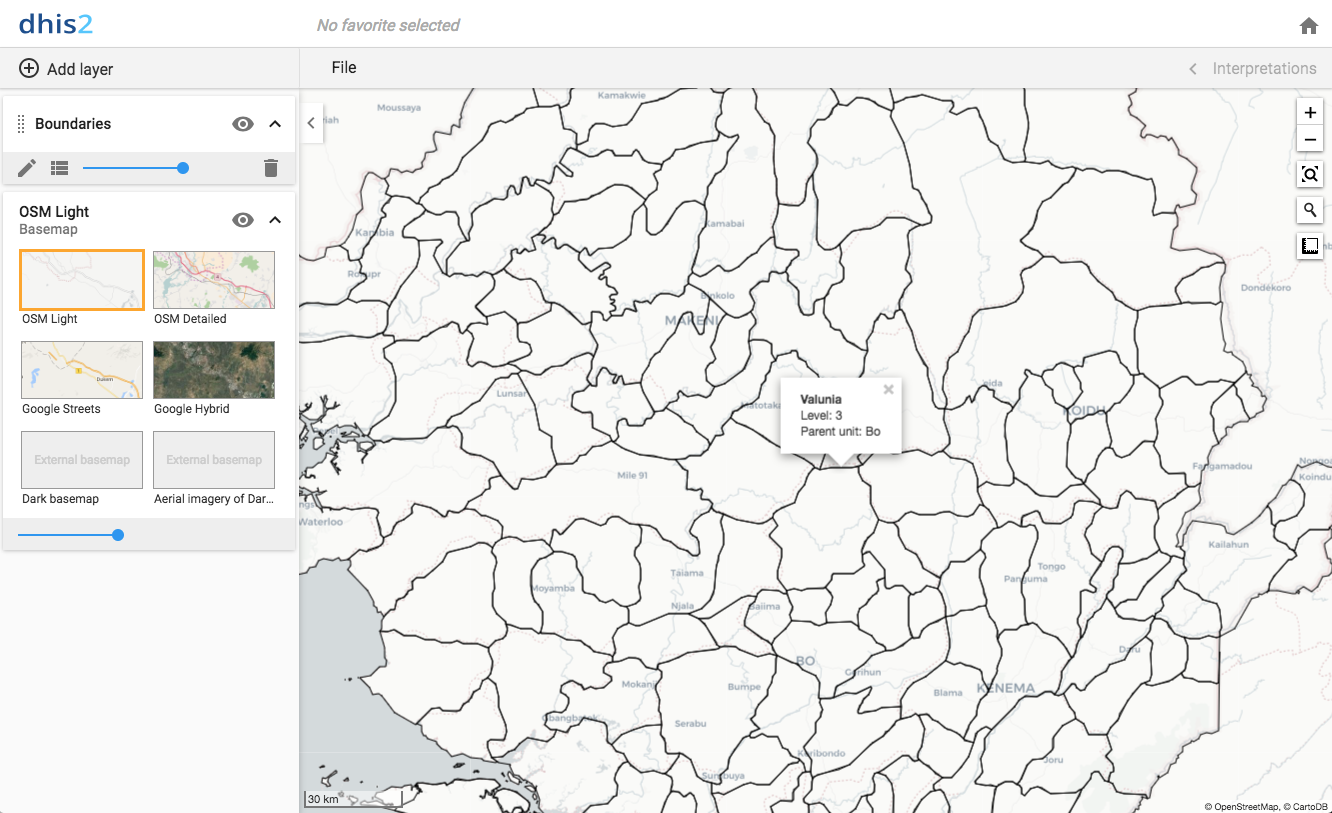 dhis2
No favorite selected
Add layer
File
Interpretations
Boundaries
OSM Light
Basemap
OSM Light
OSM Detailed
Google Streets
Google Hybrid
External basemap
External basemap
Dark basemap
Aerial imagery of Dar...
Moussaya
Kamakwie
Kambia
Kamabai
Binkolo
MAKENI
Dondékoro
Lunsar
Matotaka
Valunia
Level: 3
Parent unit: Bo
KOIDU
Mile 91
Fangamadou
Waterloo
Kailahun
Taiama
Tongo
Panguma
Moyamba
Njala
Baiima
BO
Gerihun
Daru
Mokanji
Bumpe
Blama
KENEMA
Gbangbatok
Serabu
Koribondo
Joru
Sumbuya
30 km
© OpenStreetMap, © CartoDB